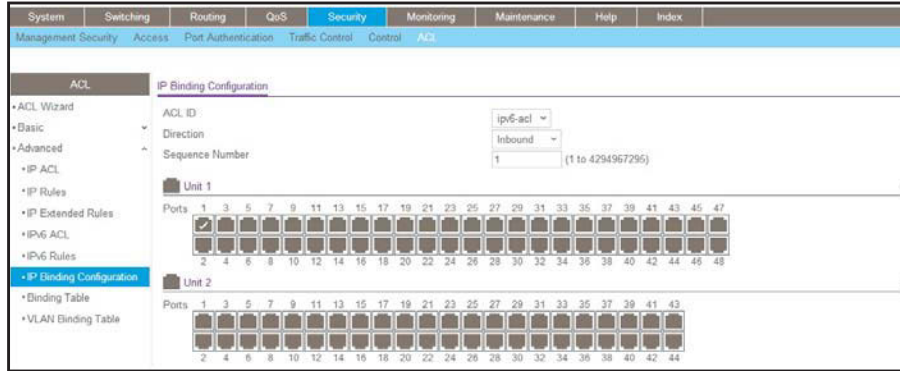 System Switching Routing QoS Security Monitoring Maintenance Help Index
Management Security Access Port Authentication Traffic Control Control ACL
ACL
• ACL Wizard
• Basic
• Advanced
• IP ACL
• IP Rules
• IP Extended Rules
• IPv6 ACL
• IPv6 Rules
• IP Binding Configuration
• Binding Table
• VLAN Binding Table
IP Binding Configuration
ACL ID ipv6-acl
Direction Inbound
Sequence Number 1 (1 to 4294967295)
Unit 1
Ports 1 3 5 7 9 11 13 15 17 19 21 23 25 27 29 31 33 35 37 39 41 43 45 47
2 4 6 8 10 12 14 16 18 20 22 24 26 28 30 32 34 36 38 40 42 44 46 48
Unit 2
Ports 1 3 5 7 9 11 13 15 17 19 21 23 25 27 29 31 33 35 37 39 41 43
2 4 6 8 10 12 14 16 18 20 22 24 26 28 30 32 34 36 38 40 42 44